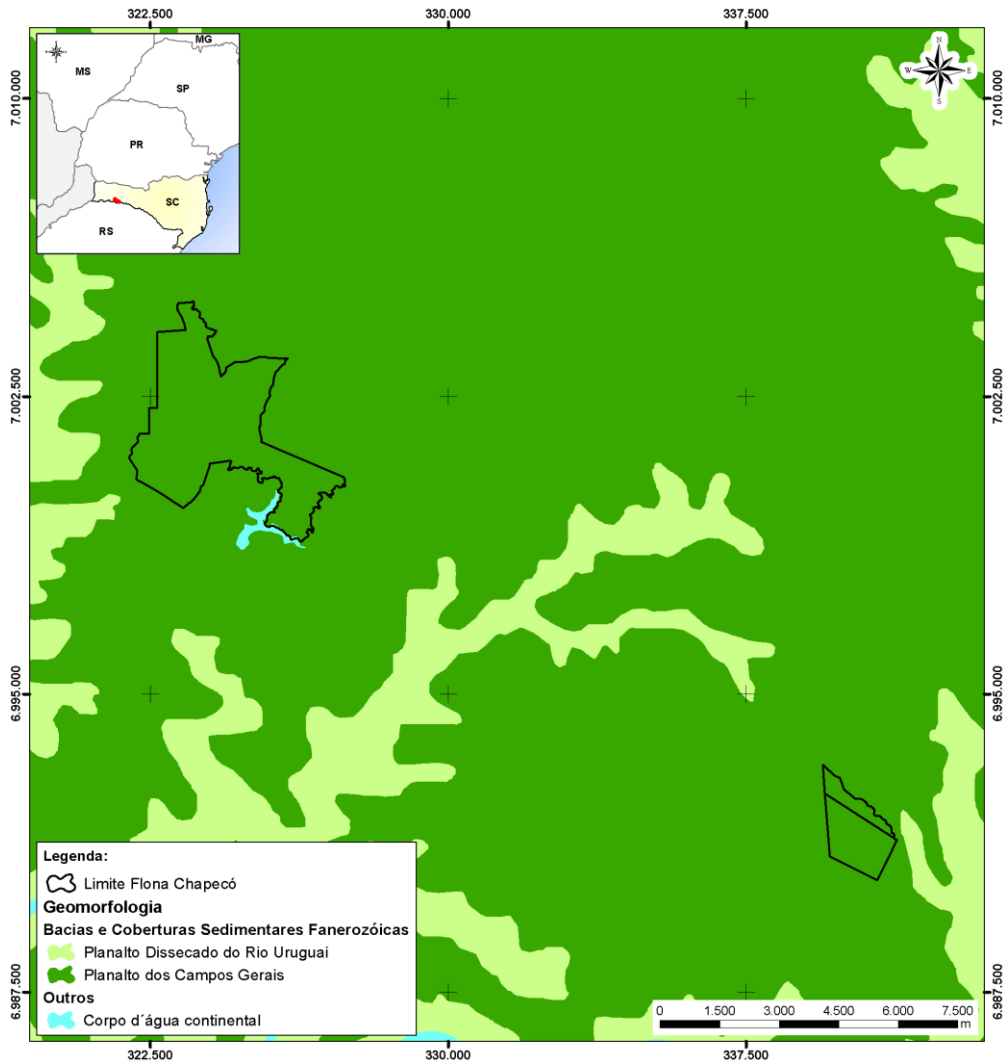 322.500 330.000 337.500
7.010.000 7.010.000
MG
MS
SP
PR
SC
RS
N
W E
S
7.002.500 7.002.500
6.995.000 6.995.000
Legenda:
Limite Flona Chapecó
Geomorfologia
Bacias e Coberturas Sedimentares Fanerozóicas
Planalto Dissecado do Rio Uruguai
Planalto dos Campos Gerais
Outros
Corpo d´água continental
6.987.500 6.987.500
0 1.500 3.000 4.500 6.000 7.500
m
322.500 330.000 337.500